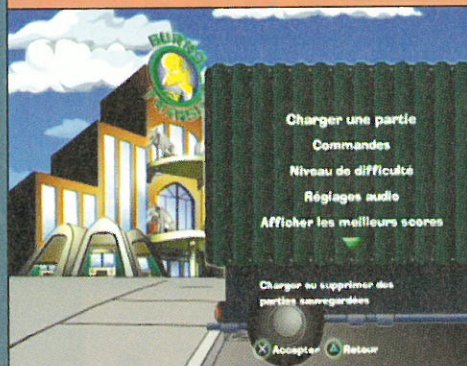 BURNS
Charger une partie
Commandes
Niveau de difficulté
Réglages audio
Afficher les meilleurs scores
Charger ou supprimer des
parties sauvegardées
Accepter Retour